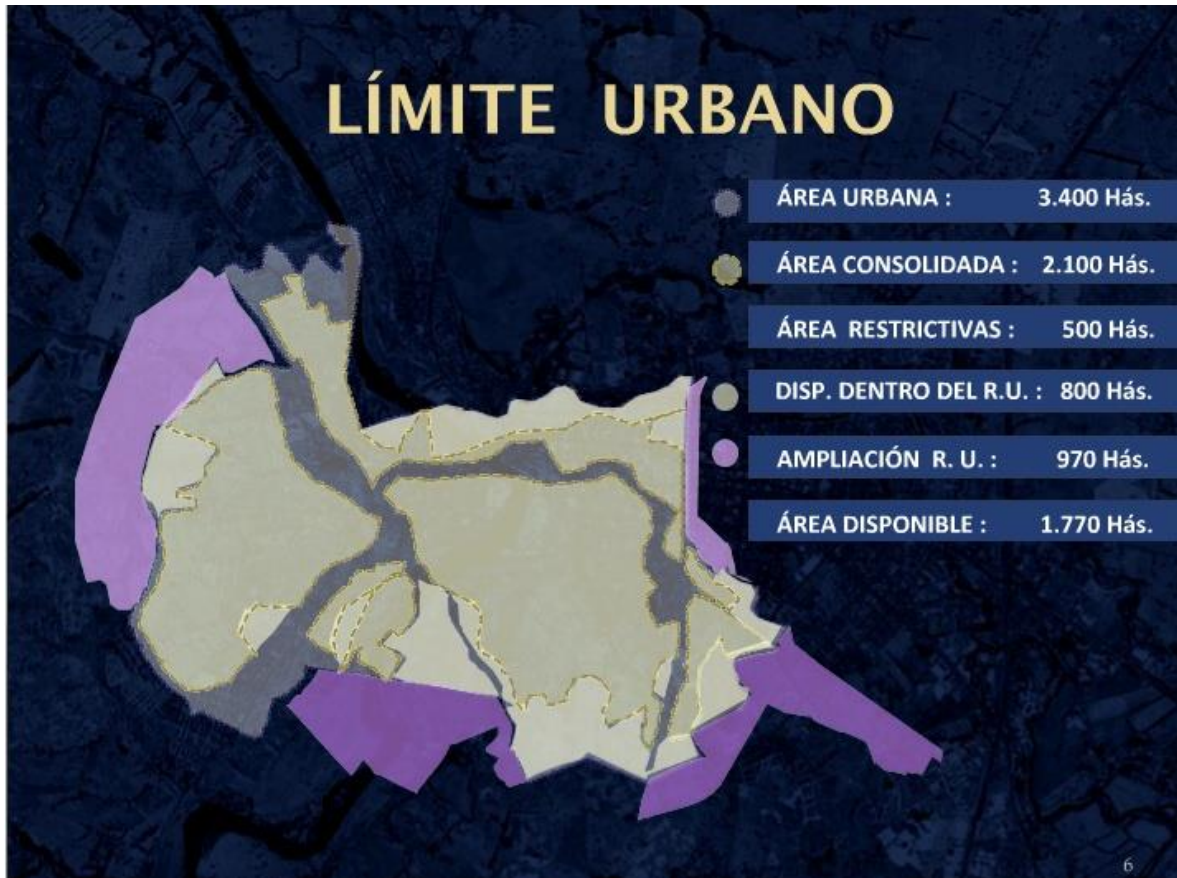 LÍMITE URBANO
ÁREA URBANA : 3.400 Hás.
ÁREA CONSOLIDADA : 2.100 Hás.
ÁREA RESTRICTIVAS : 500 Hás.
DISP. DENTRO DEL R.U. : 800 Hás.
AMPLIACIÓN R. U. : 970 Hás.
ÁREA DISPONIBLE : 1.770 Hás.
6